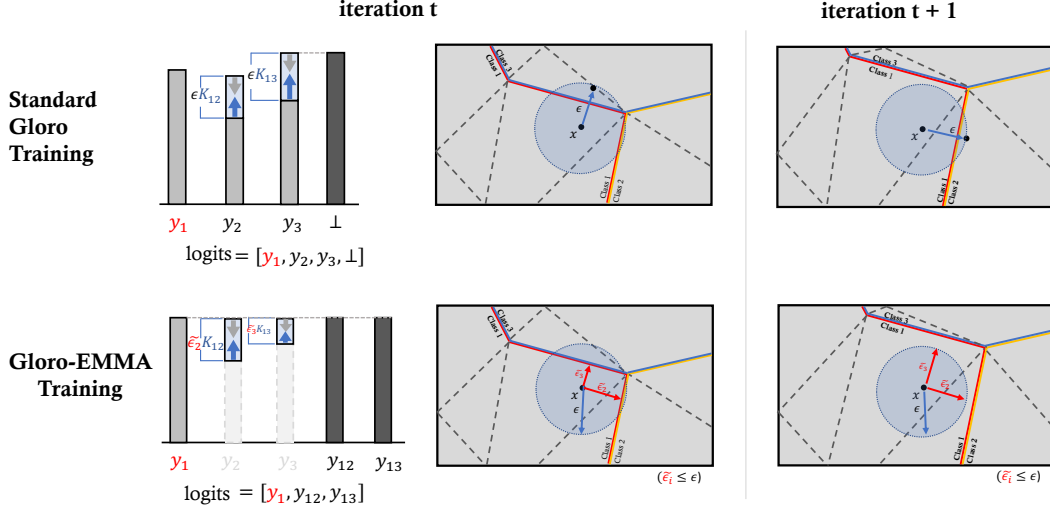 iteration t
iteration t + 1
Standard
Gloro
Training
ϵK₁₂
ϵK₁₃
y₁ y₂ y₃ ⊥
logits = [y₁, y₂, y₃, ⊥]
Class 3
Class 1
ϵ
x
Class 1
Class 2
Class 3
Class 1
ϵ
x
Class 1
Class 2
Gloro-EMMA
Training
ϵ̃₂K₁₂
ϵ̃₃K₁₃
y₁ y₂ y₃ y₁₂ y₁₃
logits = [y₁, y₁₂, y₁₃]
Class 3
Class 1
ϵ̃₃
ϵ̃₂
x
ϵ
Class 1
Class 2
(ϵ̃ᵢ ≤ ϵ)
Class 3
Class 1
ϵ̃₃
ϵ̃₂
x
ϵ
Class 1
Class 2
(ϵ̃ᵢ ≤ ϵ)